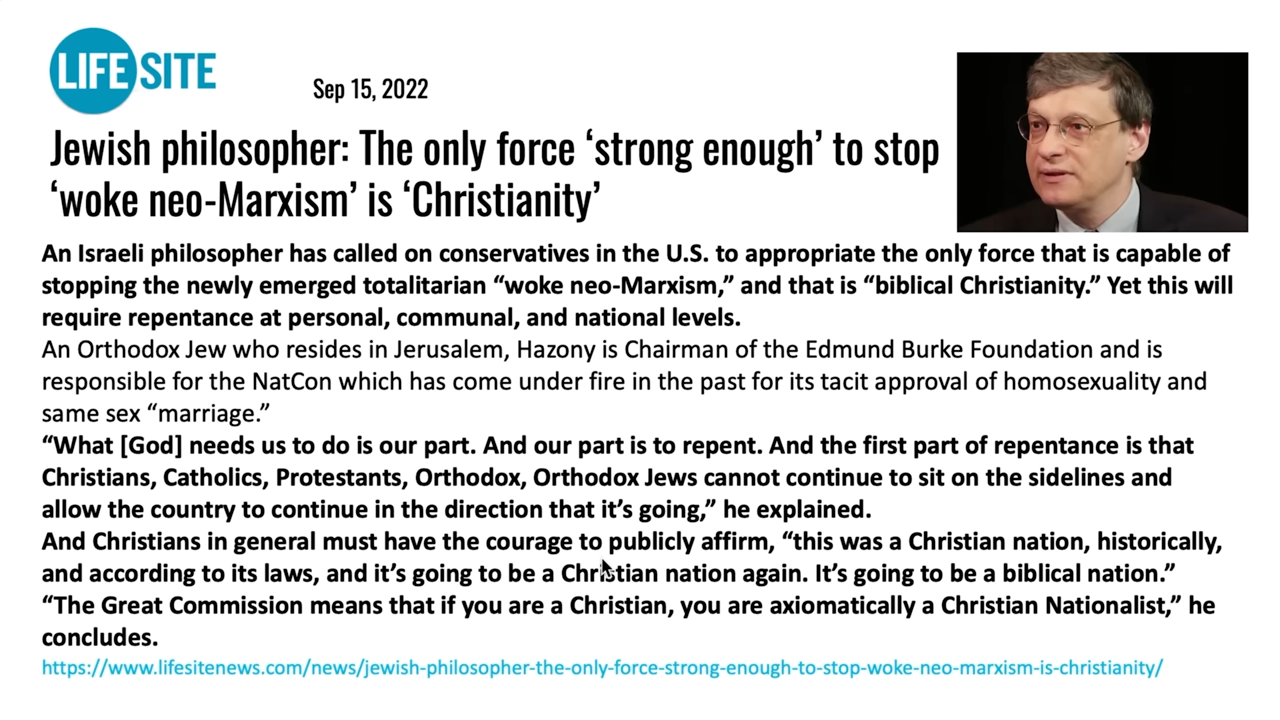 LIFE SITE
Sep 15, 2022
Jewish philosopher: The only force ‘strong enough’ to stop
‘woke neo-Marxism’ is ‘Christianity’
An Israeli philosopher has called on conservatives in the U.S. to appropriate the only force that is capable of
stopping the newly emerged totalitarian “woke neo-Marxism,” and that is “biblical Christianity.” Yet this will
require repentance at personal, communal, and national levels.
An Orthodox Jew who resides in Jerusalem, Hazony is Chairman of the Edmund Burke Foundation and is
responsible for the NatCon which has come under fire in the past for its tacit approval of homosexuality and
same sex “marriage.”
“What [God] needs us to do is our part. And our part is to repent. And the first part of repentance is that
Christians, Catholics, Protestants, Orthodox, Orthodox Jews cannot continue to sit on the sidelines and
allow the country to continue in the direction that it’s going,” he explained.
And Christians in general must have the courage to publicly affirm, “this was a Christian nation, historically,
and according to its laws, and it’s going to be a Christian nation again. It’s going to be a biblical nation.”
“The Great Commission means that if you are a Christian, you are axiomatically a Christian Nationalist,” he
concludes.
https://www.lifesitenews.com/news/jewish-philosopher-the-only-force-strong-enough-to-stop-woke-neo-marxism-is-christianity/